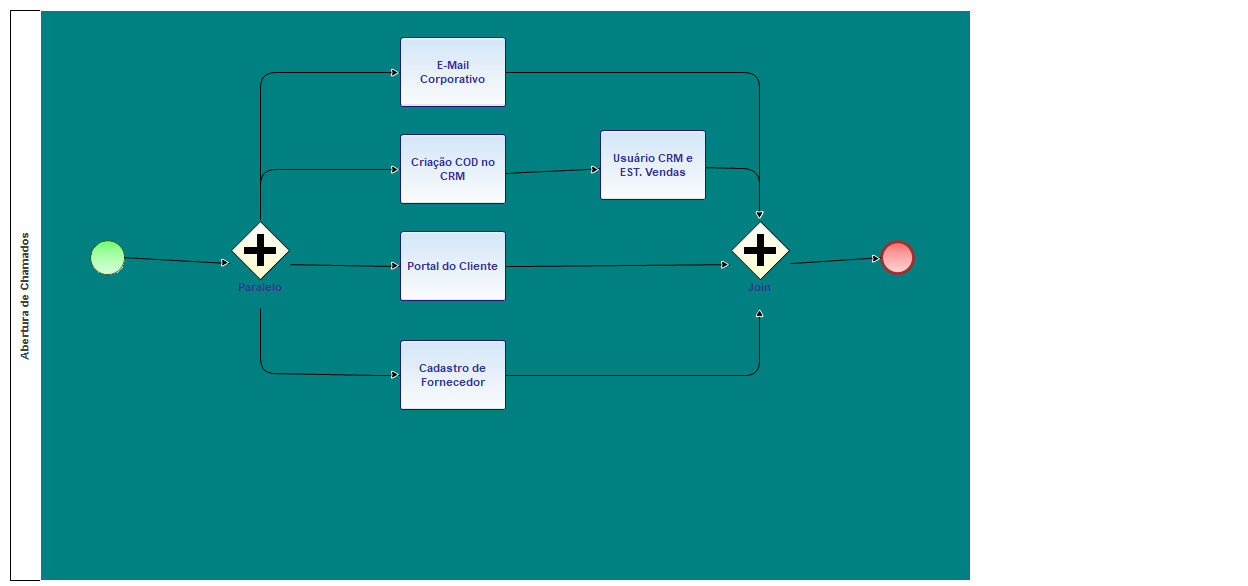 Abertura de Chamados
E-Mail
Corporativo
Criação COD no
CRM
Usuário CRM e
EST. Vendas
Portal do Cliente
Paralelo
Join
Cadastro de
Fornecedor